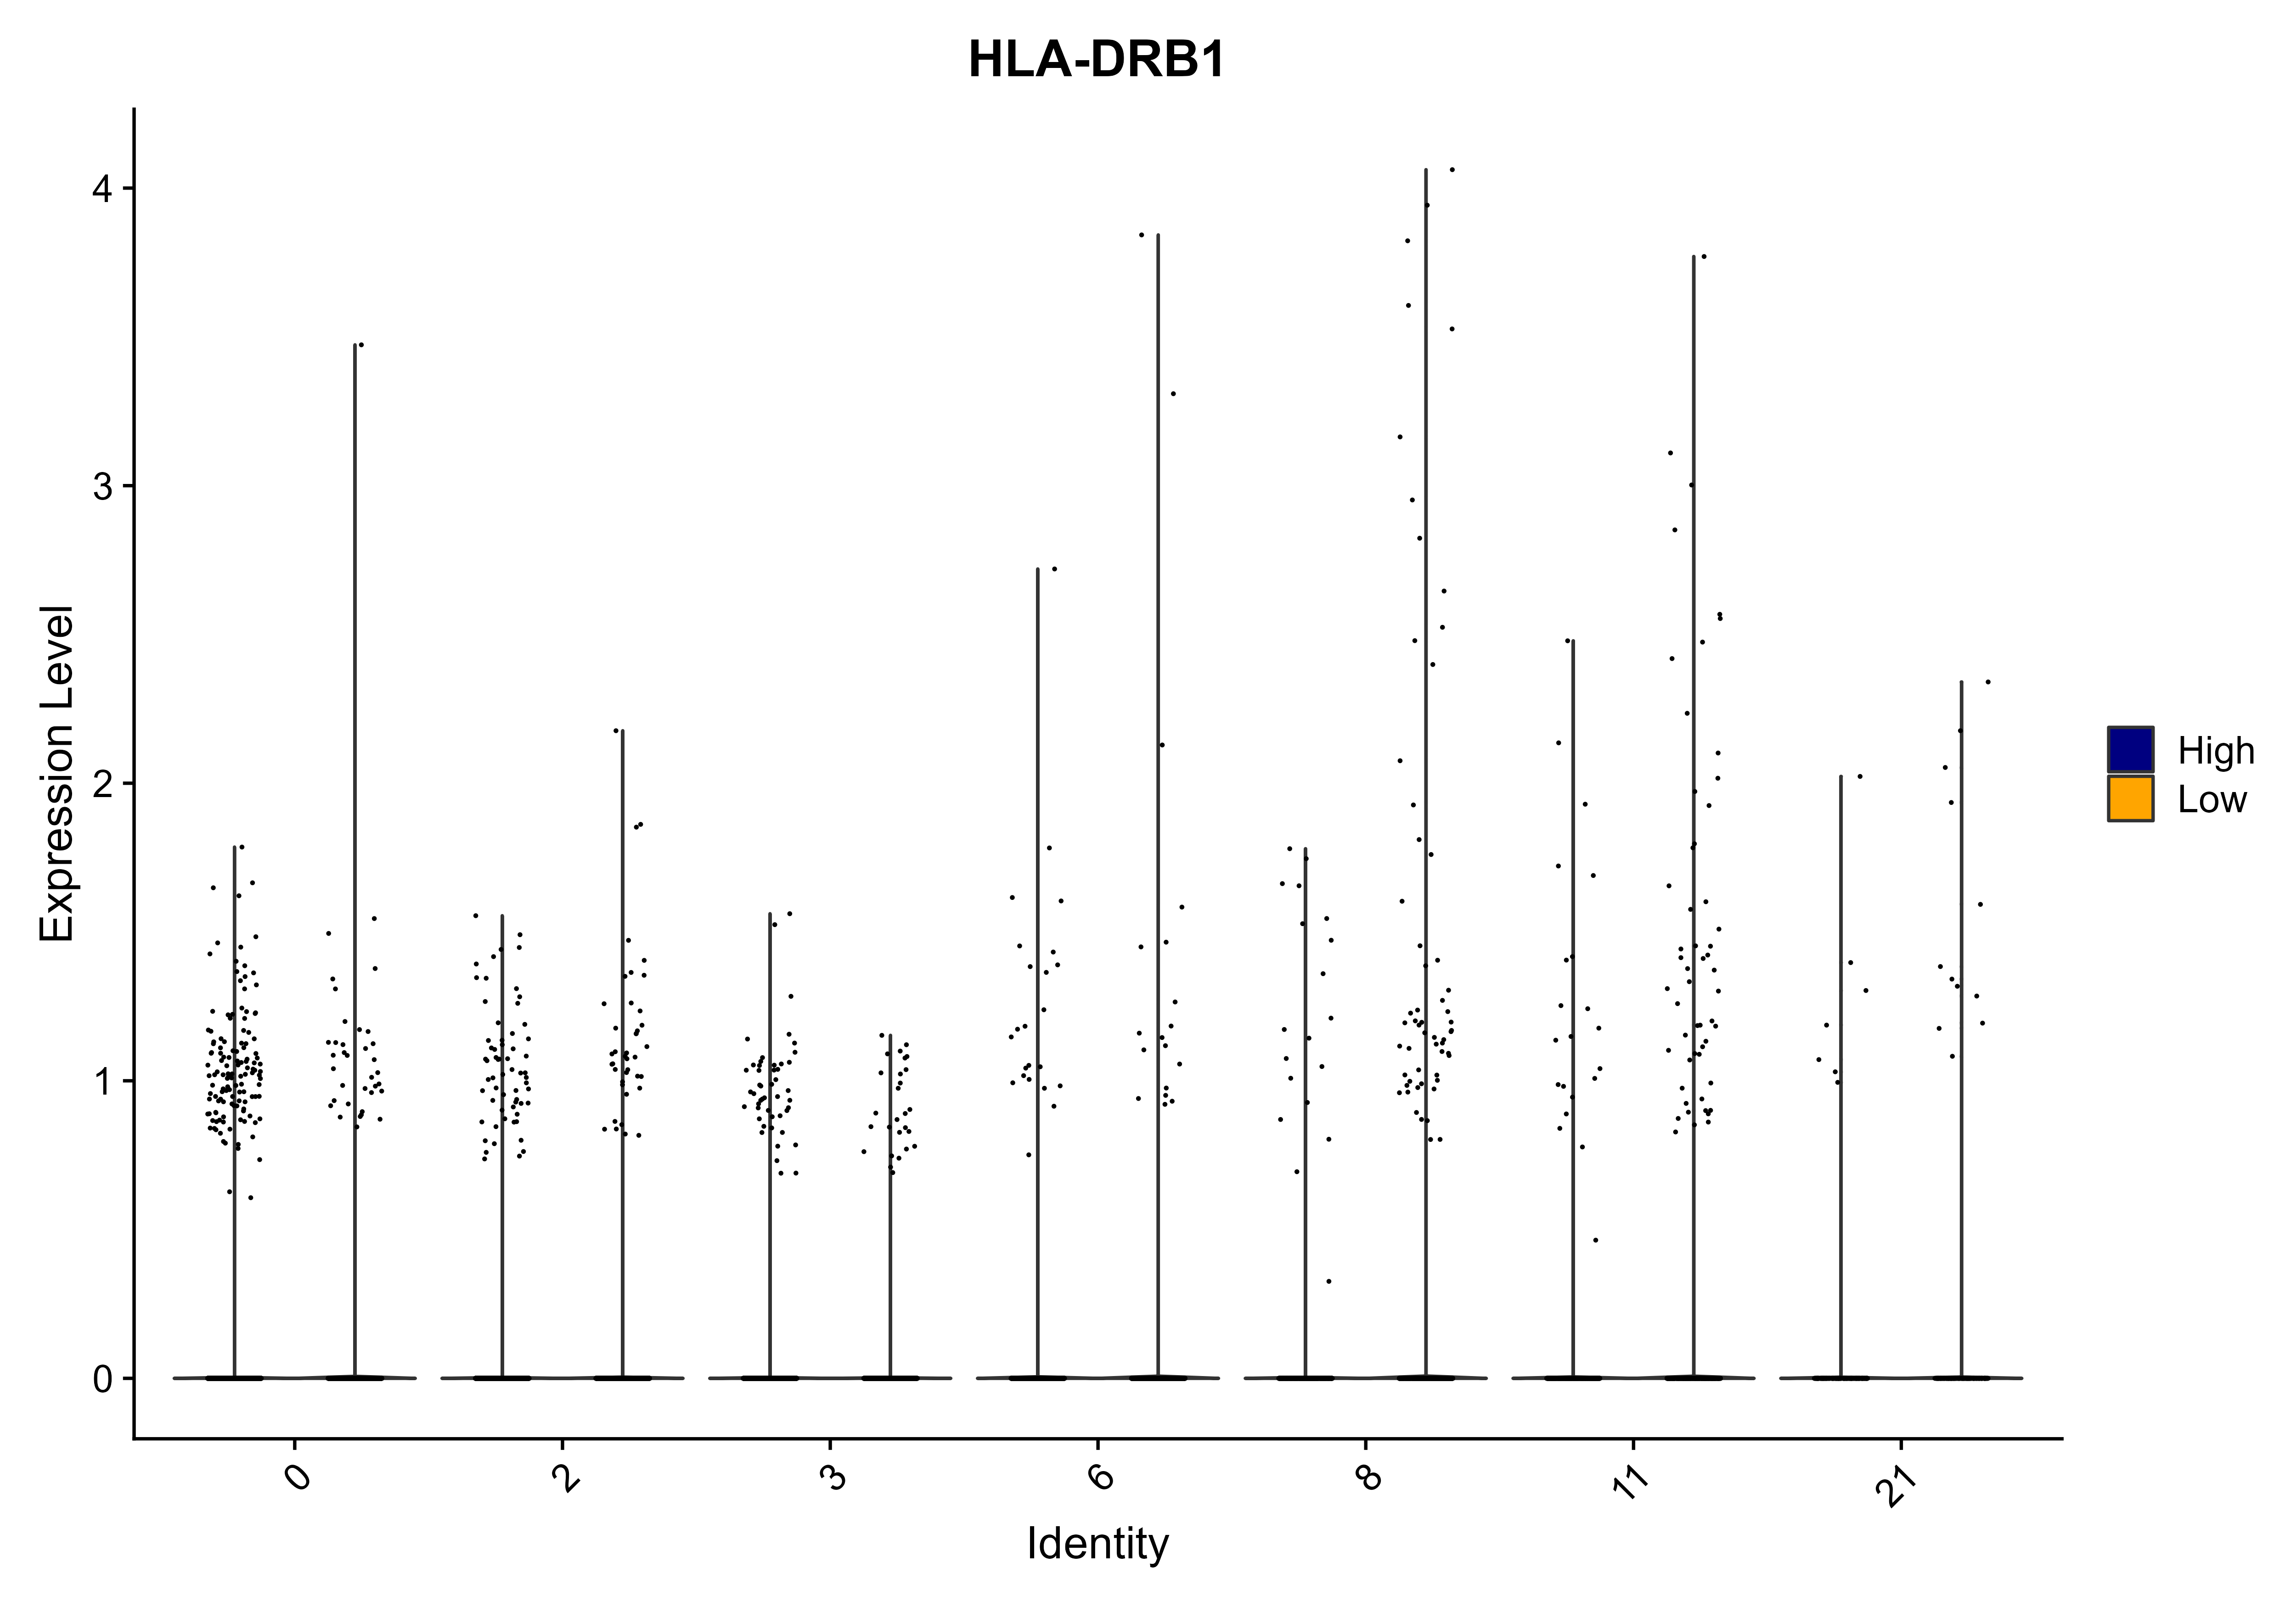 HLA-DRB1
Expression Level
4
3
2
1
0
0 2 3 6 8 11 21
Identity
High
Low